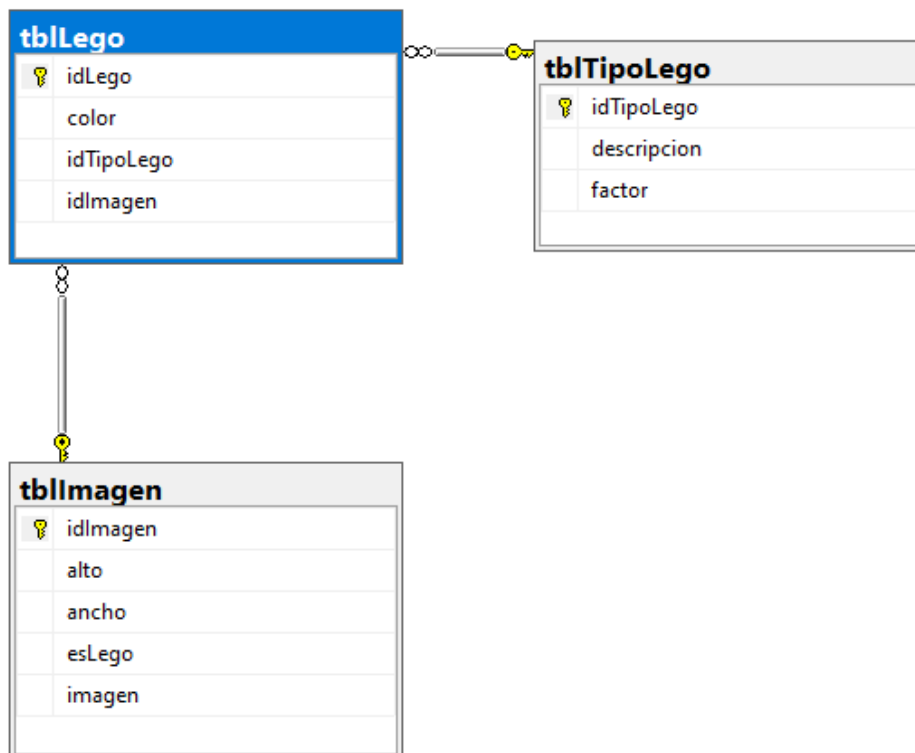 tblLego
idLego
color
idTipoLego
idImagen
tblTipoLego
idTipoLego
descripcion
factor
tblImagen
idImagen
alto
ancho
esLego
imagen